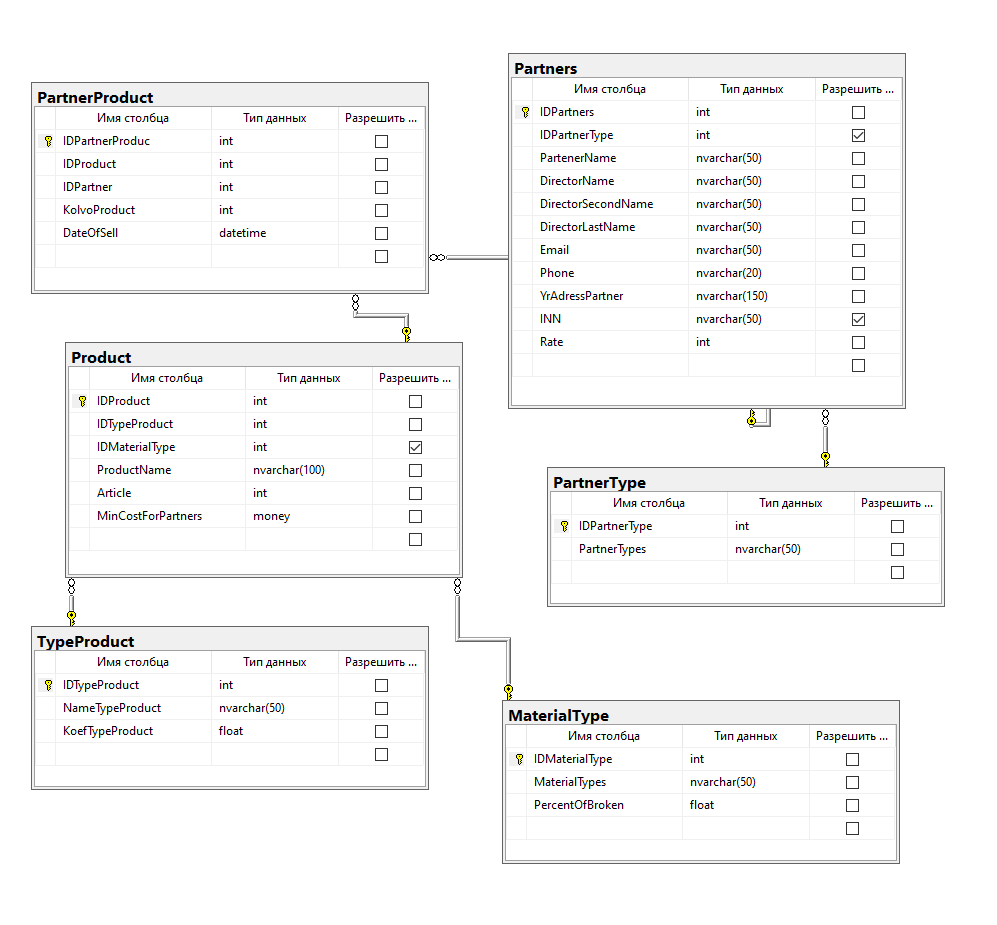 PartnerProduct
Имя столбца Тип данных Разрешить ...
IDPartnerProduc int
IDProduct int
IDPartner int
KolvoProduct int
DateOfSell datetime
Partners
Имя столбца Тип данных Разрешить ...
IDPartners int
IDPartnerType int
PartenerName nvarchar(50)
DirectorName nvarchar(50)
DirectorSecondName nvarchar(50)
DirectorLastName nvarchar(50)
Email nvarchar(50)
Phone nvarchar(20)
YrAdressPartner nvarchar(150)
INN nvarchar(50)
Rate int
Product
Имя столбца Тип данных Разрешить ...
IDProduct int
IDTypeProduct int
IDMaterialType int
ProductName nvarchar(100)
Article int
MinCostForPartners money
PartnerType
Имя столбца Тип данных Разрешить ...
IDPartnerType int
PartnerTypes nvarchar(50)
TypeProduct
Имя столбца Тип данных Разрешить ...
IDTypeProduct int
NameTypeProduct nvarchar(50)
KoefTypeProduct float
MaterialType
Имя столбца Тип данных Разрешить ...
IDMaterialType int
MaterialTypes nvarchar(50)
PercentOfBroken float